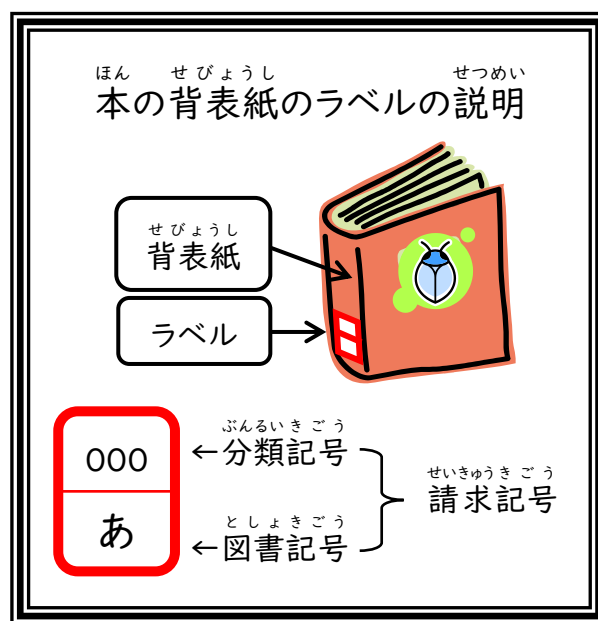 ほん せびょうし せつめい
本の背表紙のラベルの説明
せびょうし
背表紙
ラベル
000
ぶんるいきごう
←分類記号
せいきゅうきごう
請求記号
あ
としょきごう
←図書記号